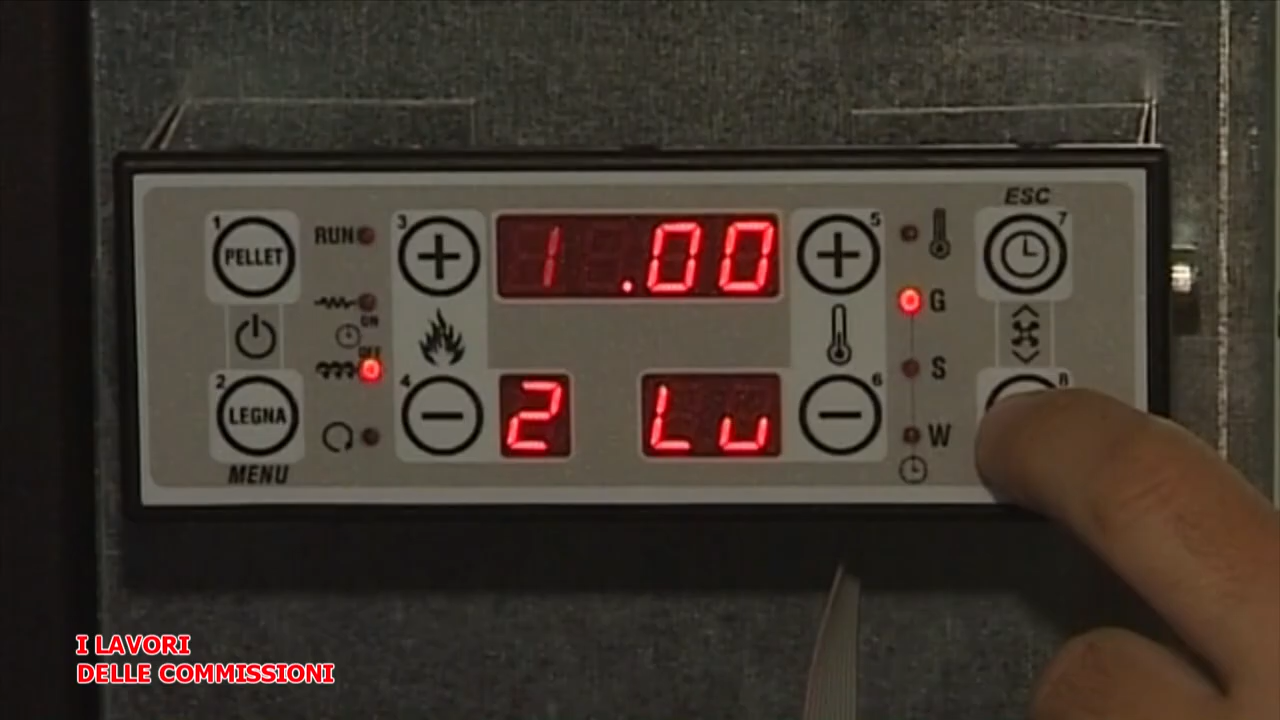 ESC
1 3 5 7
PELLET RUN 1.00
G
ON
OFF
S
2 4 6 8
LEGNA 2 Lu W
MENU
I LAVORI
DELLE COMMISSIONI